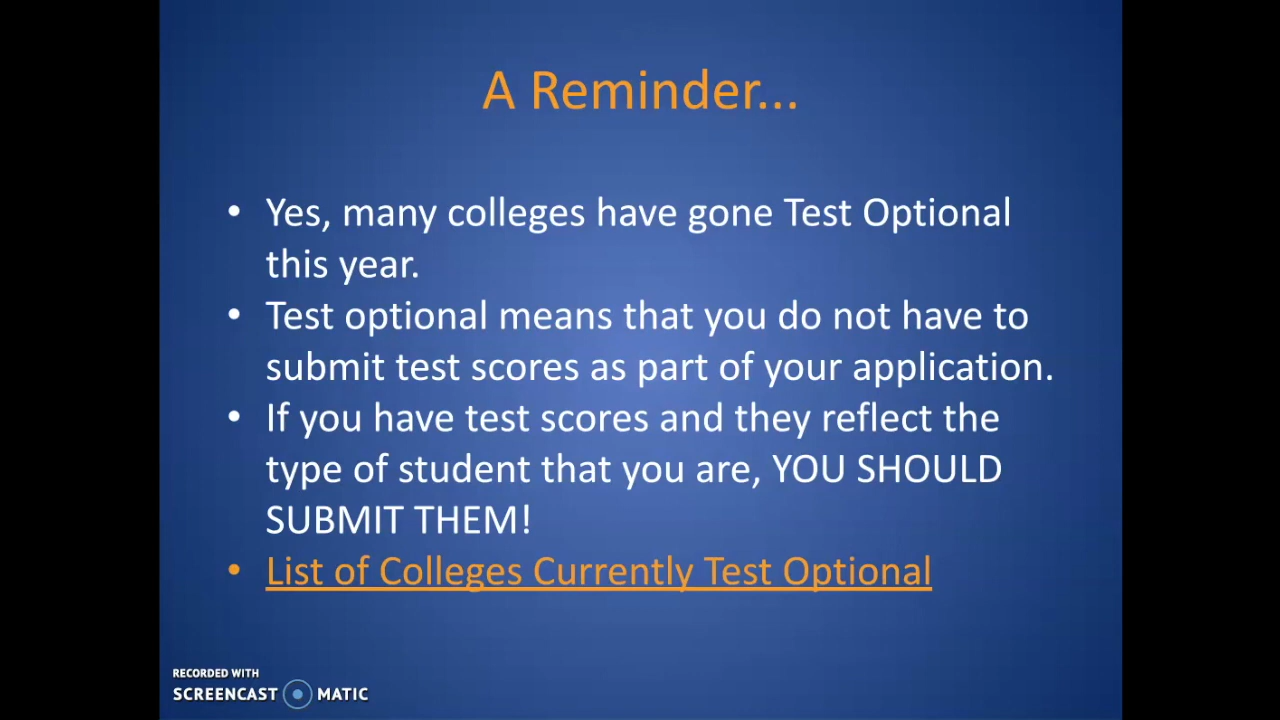 A Reminder...
• Yes, many colleges have gone Test Optional
this year.
• Test optional means that you do not have to
submit test scores as part of your application.
• If you have test scores and they reflect the
type of student that you are, YOU SHOULD
SUBMIT THEM!
• List of Colleges Currently Test Optional
RECORDED WITH
SCREENCAST MATIC